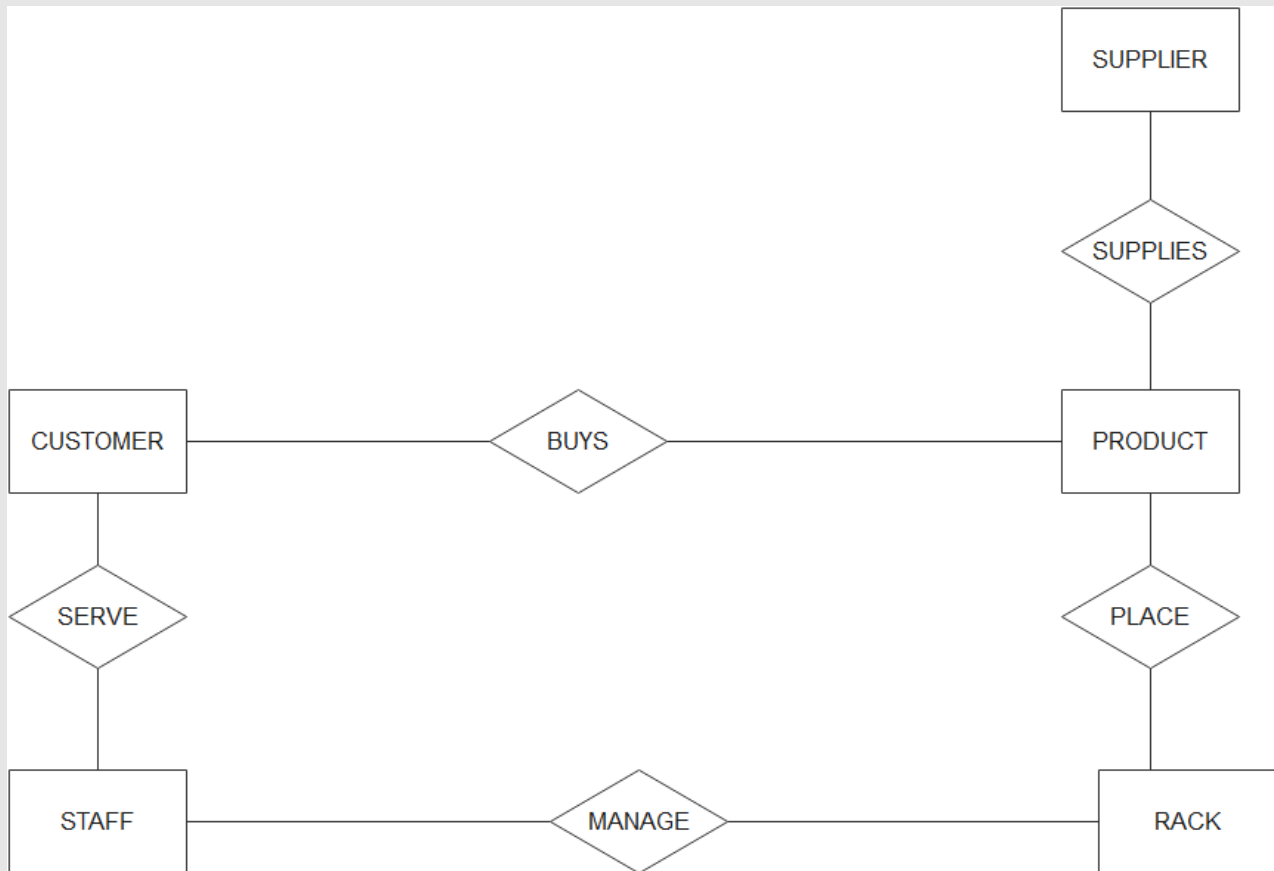 SUPPLIER
SUPPLIES
CUSTOMER
BUYS
PRODUCT
SERVE
PLACE
STAFF
MANAGE
RACK